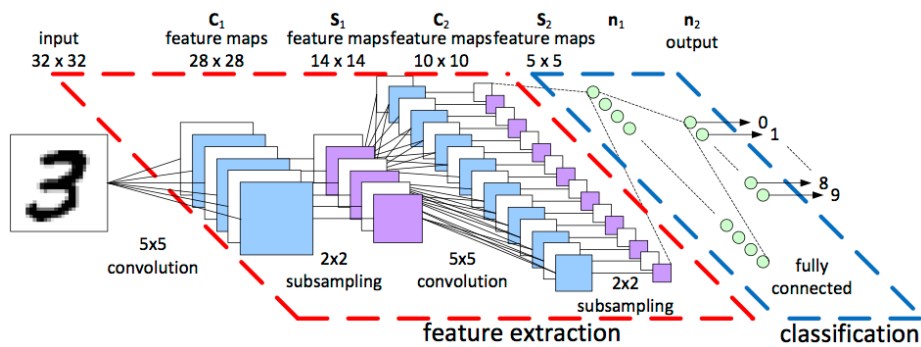 input
32 x 32
C1
feature maps
28 x 28
S1
feature maps
14 x 14
C2
feature maps
10 x 10
S2
feature maps
5 x 5
n1
n2
output
3
0
1
8
9
5x5
convolution
2x2
subsampling
5x5
convolution
2x2
subsampling
fully
connected
feature extraction
classification